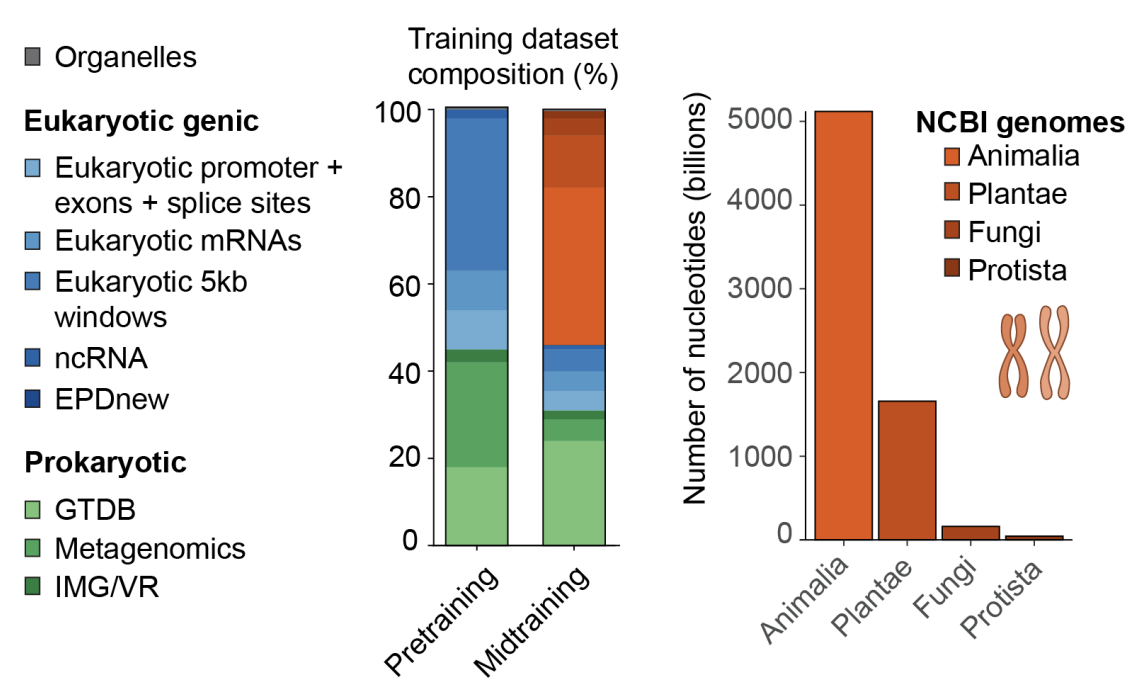 Organelles
Eukaryotic genic
Eukaryotic promoter +
exons + splice sites
Eukaryotic mRNAs
Eukaryotic 5kb
windows
ncRNA
EPDnew
Prokaryotic
GTDB
Metagenomics
IMG/VR
Training dataset
composition (%)
100
80
60
40
20
0
Pretraining
Midtraining
Number of nucleotides (billions)
5000
4000
3000
2000
1000
0
Animalia
Plantae
Fungi
Protista
NCBI genomes
Animalia
Plantae
Fungi
Protista